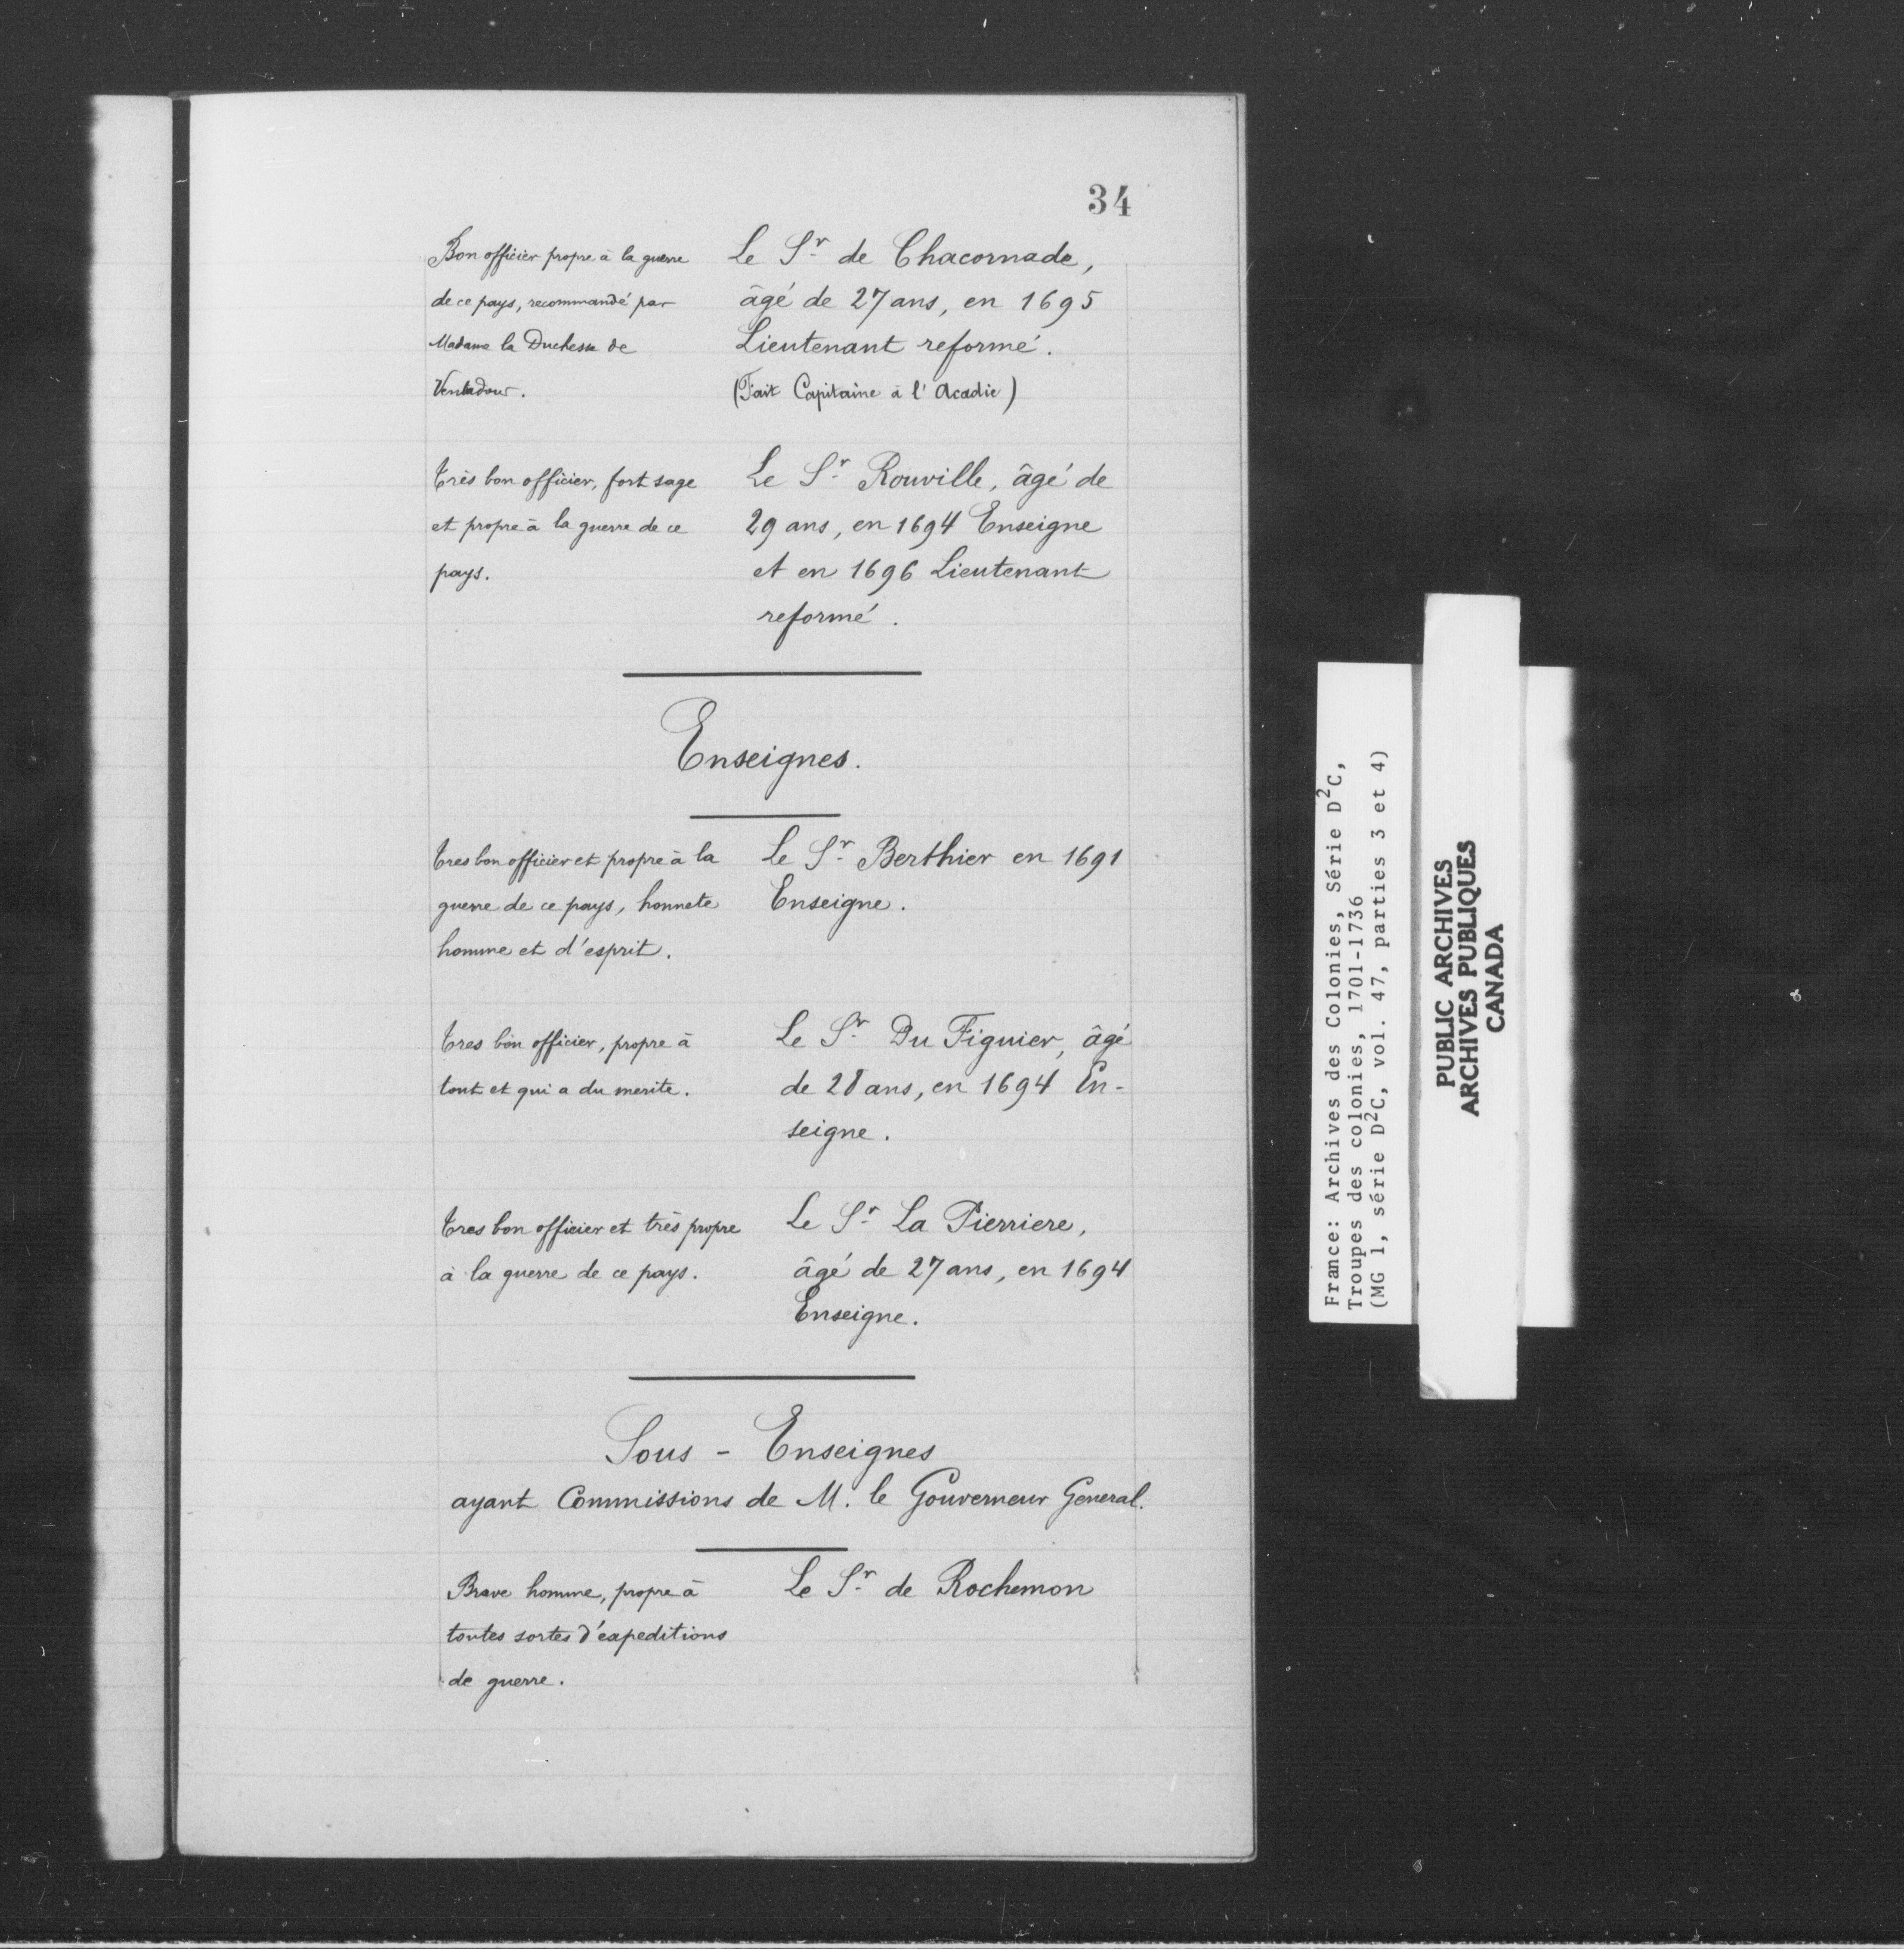 34
Bon officier propre à la guerre
de ce pays, recommandé par
Madame la Duchesse de
Ventadour.
Le Sr de Chacornade,
âgé de 27 ans, en 1695
Lieutenant reformé.
(Fait Capitaine à l'Acadie)
Très bon officier, fort sage
et propre à la guerre de ce
pays.
Le Sr Rouville, âgé de
29 ans, en 1694 Enseigne
et en 1696 Lieutenant
reformé.
Enseignes.
Tres bon officier et propre à la
guerre de ce pays, honnete
homme et d'esprit.
Le Sr Berthier en 1691
Enseigne.
Tres bon officier, propre à
tout et qui a du merite.
Le Sr Du Figuier, âgé
de 28 ans, en 1694 En-
seigne.
Tres bon officier et très propre
à la guerre de ce pays.
Le Sr La Pierriere,
âgé de 27 ans, en 1694
Enseigne.
Sous - Enseignes
ayant Commissions de M. le Gouverneur General.
Brave homme, propre à
toutes sortes d'expeditions
de guerre.
Le Sr de Rochemon
France: Archives des Colonies, Série D2C,
Troupes des colonies, 1701-1736
(MG 1, série D2C, vol. 47, parties 3 et 4)
PUBLIC ARCHIVES
ARCHIVES PUBLIQUES
CANADA